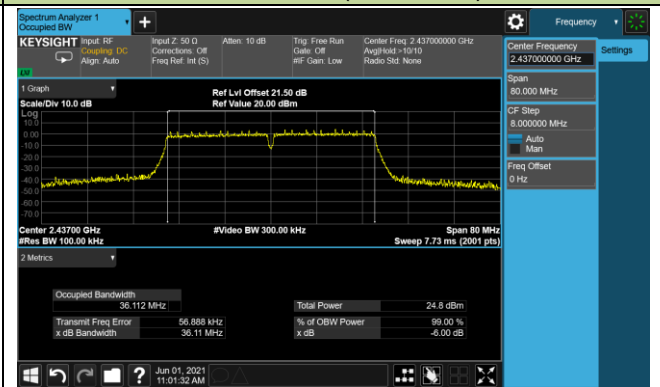 Spectrum Analyzer 1
Occupied BW
Frequency
KEYSIGHT
Input: RF
Coupling: DC
Align: Auto
Input Z: 50 Ω
Corrections: Off
Freq Ref: Int (S)
Atten: 10 dB
Trig: Free Run
Gate: Off
#IF Gain: Low
Center Freq: 2.437000000 GHz
Avg|Hold:>10/10
Radio Std: None
Center Frequency
2.437000000 GHz
Settings
Span
80.000 MHz
CF Step
8.000000 MHz
Auto
Man
Freq Offset
0 Hz
1 Graph
Scale/Div 10.0 dB
Ref Lvl Offset 21.50 dB
Ref Value 20.00 dBm
Log
10.0
0.00
-10.0
-20.0
-30.0
-40.0
-50.0
-60.0
-70.0
Center 2.43700 GHz
#Video BW 300.00 kHz
Span 80 MHz
#Res BW 100.00 kHz
Sweep 7.73 ms (2001 pts)
2 Metrics
Occupied Bandwidth
36.112 MHz
Total Power
24.8 dBm
Transmit Freq Error
56.888 kHz
% of OBW Power
99.00 %
x dB Bandwidth
36.11 MHz
x dB
-6.00 dB
Jun 01, 2021
11:01:32 AM